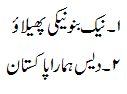 ۱۔ نیک بنو نیکی پھیلاؤ
۲۔ دیس ہمارا پاکستان